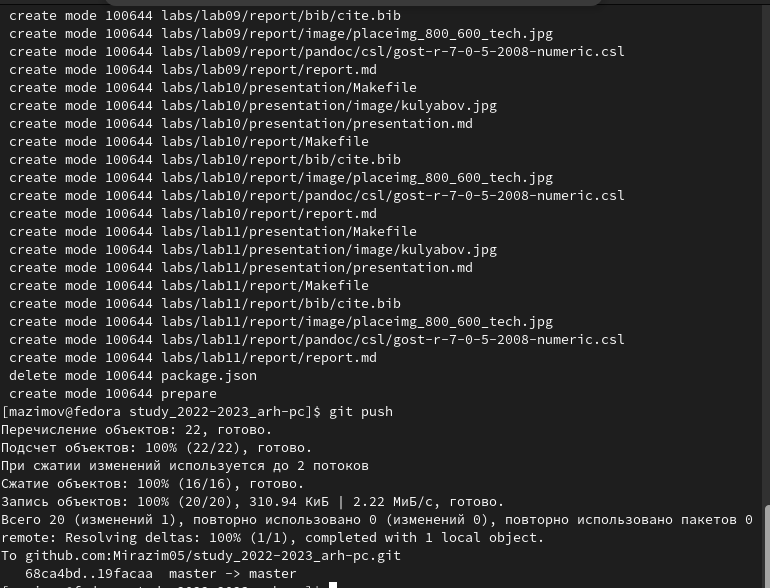 create mode 100644 labs/lab09/report/bib/cite.bib
create mode 100644 labs/lab09/report/image/placeimg_800_600_tech.jpg
create mode 100644 labs/lab09/report/pandoc/csl/gost-r-7-0-5-2008-numeric.csl
create mode 100644 labs/lab09/report/report.md
create mode 100644 labs/lab10/presentation/Makefile
create mode 100644 labs/lab10/presentation/image/kulyabov.jpg
create mode 100644 labs/lab10/presentation/presentation.md
create mode 100644 labs/lab10/report/Makefile
create mode 100644 labs/lab10/report/bib/cite.bib
create mode 100644 labs/lab10/report/image/placeimg_800_600_tech.jpg
create mode 100644 labs/lab10/report/pandoc/csl/gost-r-7-0-5-2008-numeric.csl
create mode 100644 labs/lab10/report/report.md
create mode 100644 labs/lab11/presentation/Makefile
create mode 100644 labs/lab11/presentation/image/kulyabov.jpg
create mode 100644 labs/lab11/presentation/presentation.md
create mode 100644 labs/lab11/report/Makefile
create mode 100644 labs/lab11/report/bib/cite.bib
create mode 100644 labs/lab11/report/image/placeimg_800_600_tech.jpg
create mode 100644 labs/lab11/report/pandoc/csl/gost-r-7-0-5-2008-numeric.csl
create mode 100644 labs/lab11/report/report.md
delete mode 100644 package.json
create mode 100644 prepare
[mazimov@fedora study_2022-2023_arh-pc]$ git push
Перечисление объектов: 22, готово.
Подсчет объектов: 100% (22/22), готово.
При сжатии изменений используется до 2 потоков
Сжатие объектов: 100% (16/16), готово.
Запись объектов: 100% (20/20), 310.94 КиБ | 2.22 МиБ/с, готово.
Всего 20 (изменений 1), повторно использовано 0 (изменений 0), повторно использовано пакетов 0
remote: Resolving deltas: 100% (1/1), completed with 1 local object.
To github.com:Mirazim05/study_2022-2023_arh-pc.git
68ca4bd..19facaa  master -> master